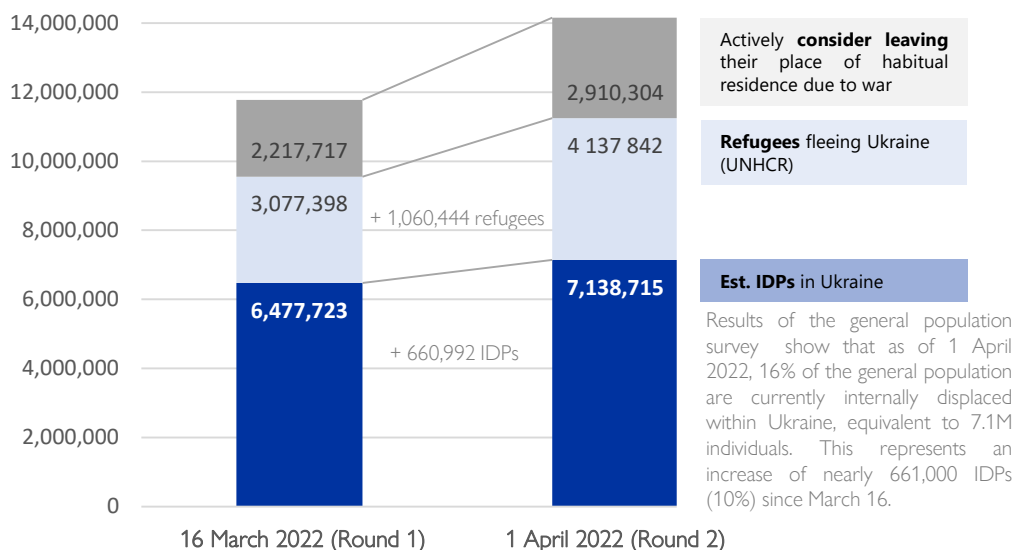 14,000,000
12,000,000
10,000,000
8,000,000
6,000,000
4,000,000
2,000,000
0
2,217,717
3,077,398
6,477,723
+ 1,060,444 refugees
+ 660,992 IDPs
2,910,304
4 137 842
7,138,715
16 March 2022 (Round 1)
1 April 2022 (Round 2)
Actively consider leaving
their place of habitual
residence due to war
Refugees fleeing Ukraine
(UNHCR)
Est. IDPs in Ukraine
Results of the general population
survey show that as of 1 April
2022, 16% of the general population
are currently internally displaced
within Ukraine, equivalent to 7.1M
individuals. This represents an
increase of nearly 661,000 IDPs
(10%) since March 16.